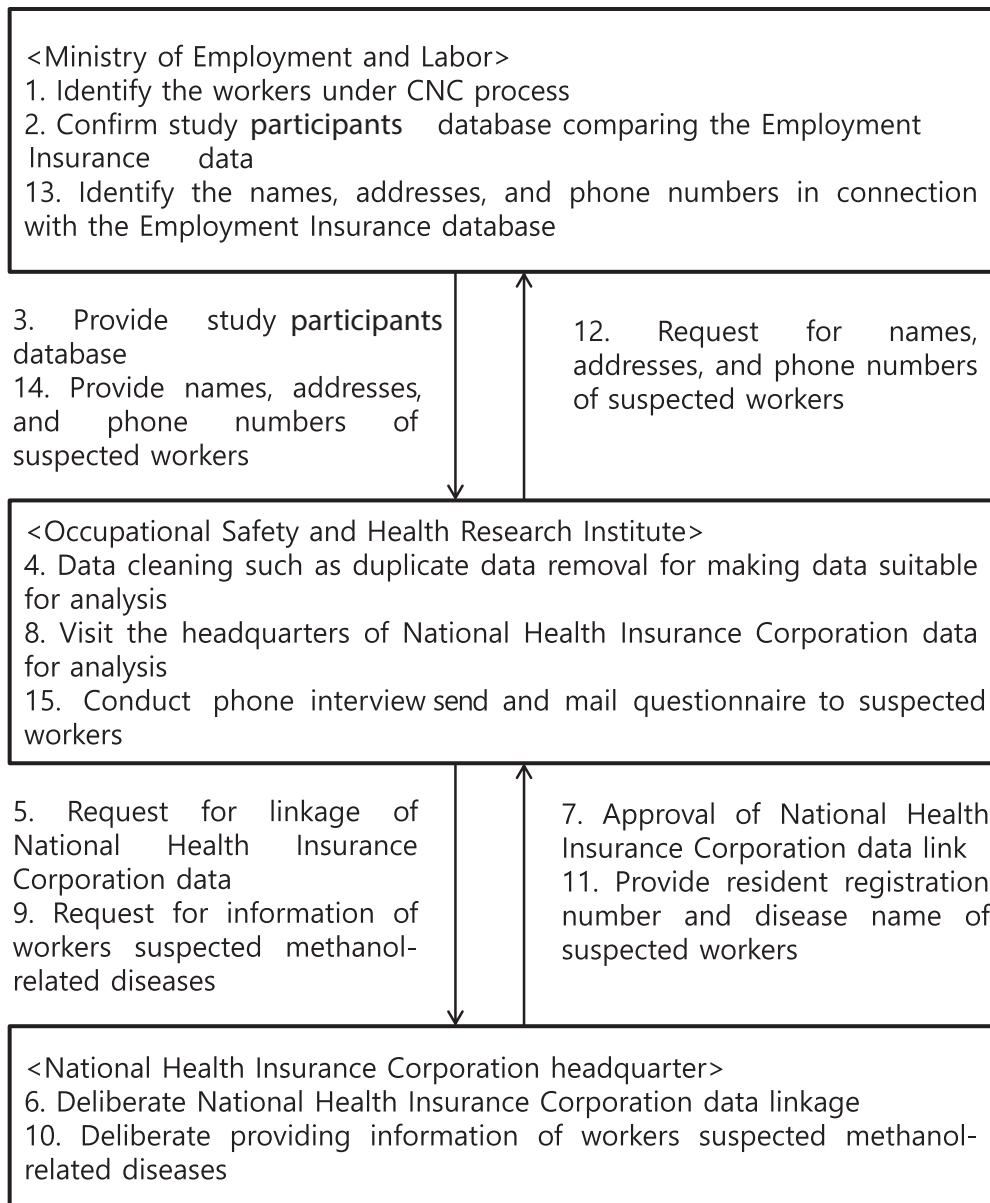 <Ministry of Employment and Labor>
1. Identify the workers under CNC process
2. Confirm study participants database comparing the Employment
Insurance data
13. Identify the names, addresses, and phone numbers in connection
with the Employment Insurance database
3. Provide study participants
database
14. Provide names, addresses,
and phone numbers of
suspected workers
12. Request for names,
addresses, and phone numbers
of suspected workers
<Occupational Safety and Health Research Institute>
4. Data cleaning such as duplicate data removal for making data suitable
for analysis
8. Visit the headquarters of National Health Insurance Corporation data
for analysis
15. Conduct phone interview send and mail questionnaire to suspected
workers
5. Request for linkage of
National Health Insurance
Corporation data
9. Request for information of
workers suspected methanol-
related diseases
7. Approval of National Health
Insurance Corporation data link
11. Provide resident registration
number and disease name of
suspected workers
<National Health Insurance Corporation headquarter>
6. Deliberate National Health Insurance Corporation data linkage
10. Deliberate providing information of workers suspected methanol-
related diseases